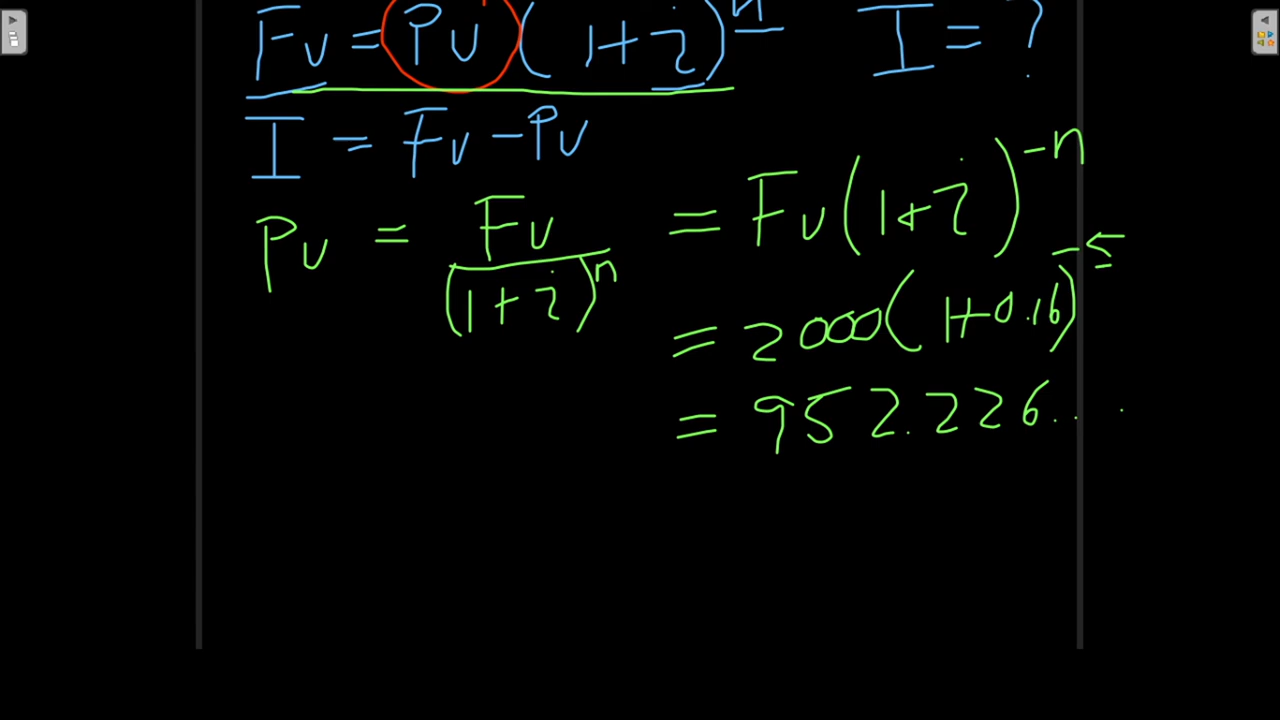 Fv = Pv (1+i)^n I = ?
I = Fv - Pv
Pv = Fv/(1+i)^n = Fv(1+i)^-n
= 2000(1+0.16)^-5
= 952.226...